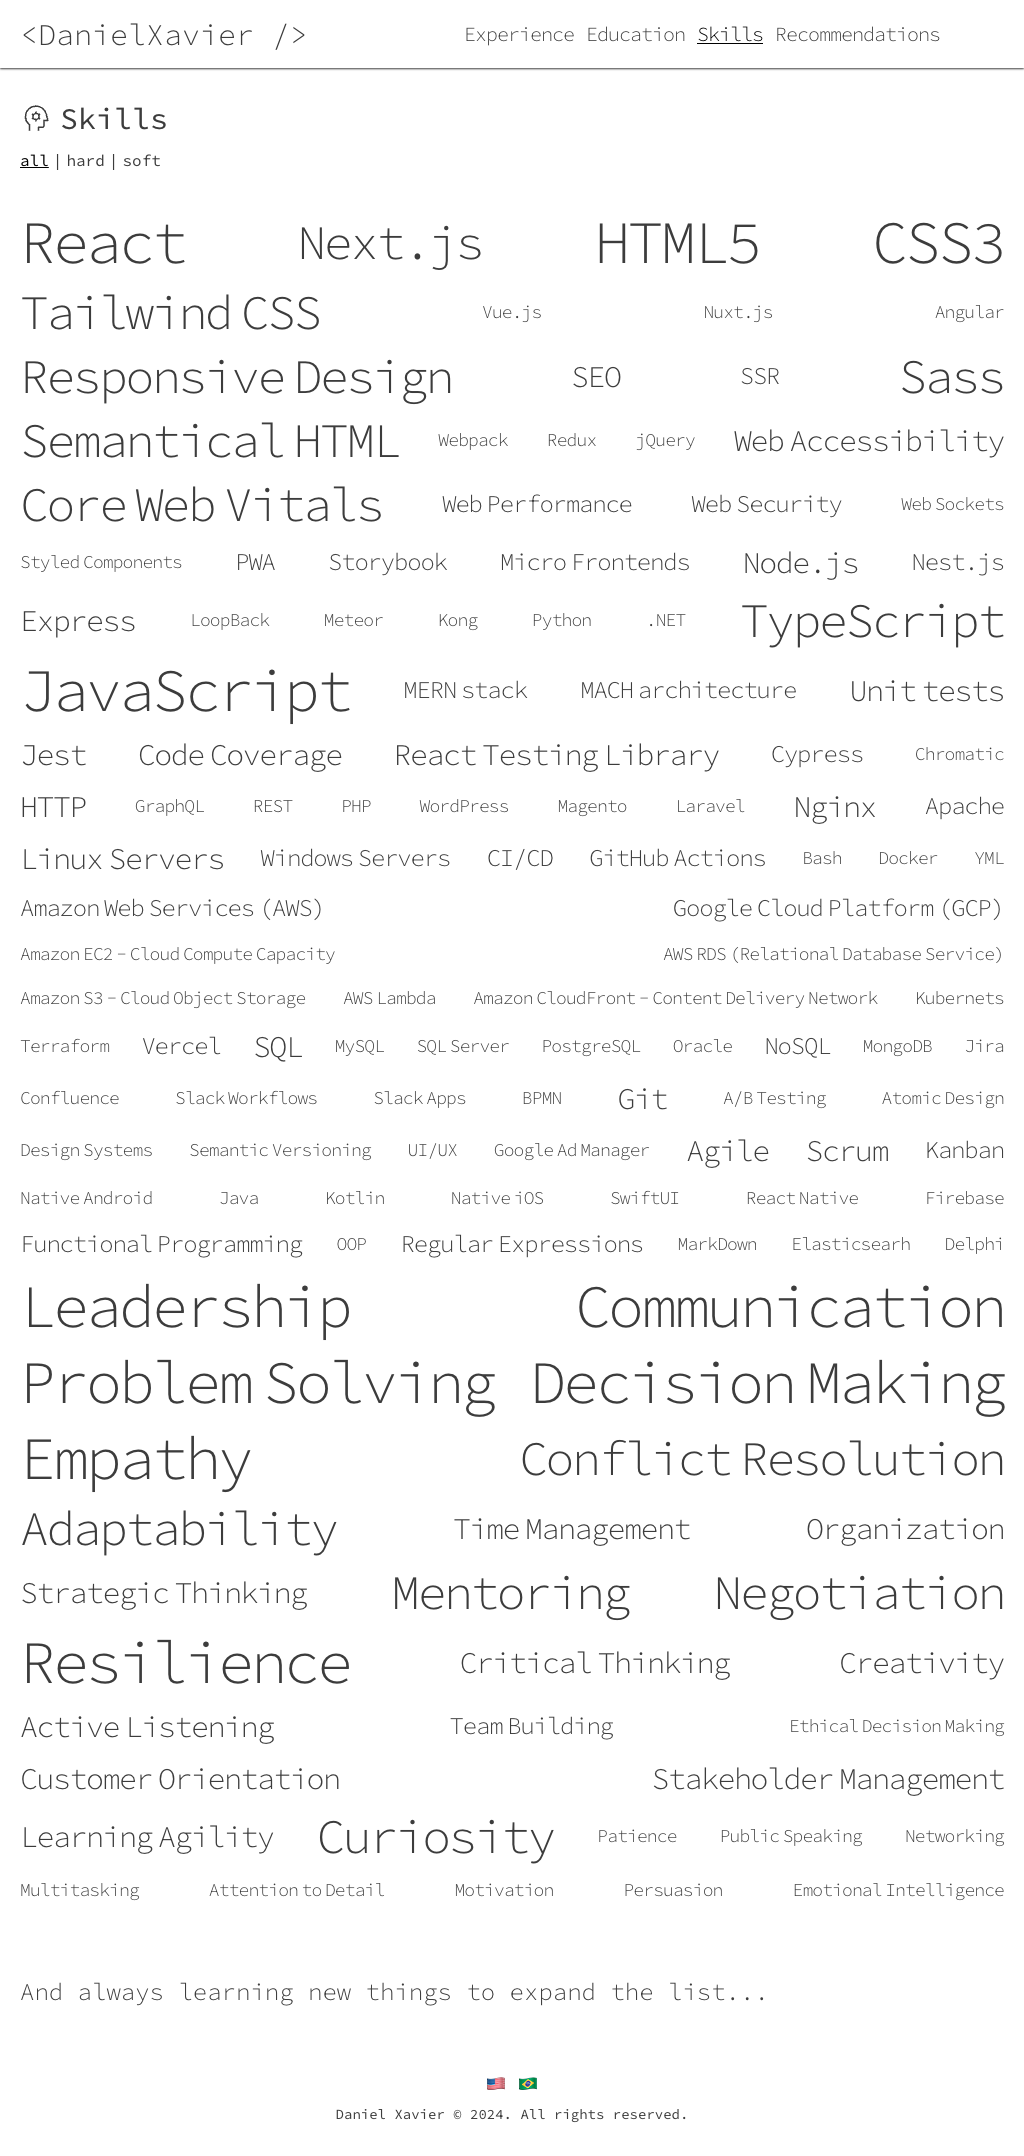 <DanielXavier /> Experience Education Skills Recommendations
Skills
all | hard | soft
React Next.js HTML5 CSS3
Tailwind CSS Vue.js Nuxt.js Angular
Responsive Design SEO SSR Sass
Semantical HTML Webpack Redux jQuery Web Accessibility
Core Web Vitals Web Performance Web Security Web Sockets
Styled Components PWA Storybook Micro Frontends Node.js Nest.js
Express LoopBack Meteor Kong Python .NET TypeScript
JavaScript MERN stack MACH architecture Unit tests
Jest Code Coverage React Testing Library Cypress Chromatic
HTTP GraphQL REST PHP WordPress Magento Laravel Nginx Apache
Linux Servers Windows Servers CI/CD GitHub Actions Bash Docker YML
Amazon Web Services (AWS) Google Cloud Platform (GCP)
Amazon EC2 - Cloud Compute Capacity AWS RDS (Relational Database Service)
Amazon S3 - Cloud Object Storage AWS Lambda Amazon CloudFront - Content Delivery Network Kubernets
Terraform Vercel SQL MySQL SQL Server PostgreSQL Oracle NoSQL MongoDB Jira
Confluence Slack Workflows Slack Apps BPMN Git A/B Testing Atomic Design
Design Systems Semantic Versioning UI/UX Google Ad Manager Agile Scrum Kanban
Native Android Java Kotlin Native iOS SwiftUI React Native Firebase
Functional Programming OOP Regular Expressions MarkDown Elasticsearh Delphi
Leadership Communication
Problem Solving Decision Making
Empathy Conflict Resolution
Adaptability Time Management Organization
Strategic Thinking Mentoring Negotiation
Resilience Critical Thinking Creativity
Active Listening Team Building Ethical Decision Making
Customer Orientation Stakeholder Management
Learning Agility Curiosity Patience Public Speaking Networking
Multitasking Attention to Detail Motivation Persuasion Emotional Intelligence
And always learning new things to expand the list...
Daniel Xavier © 2024. All rights reserved.